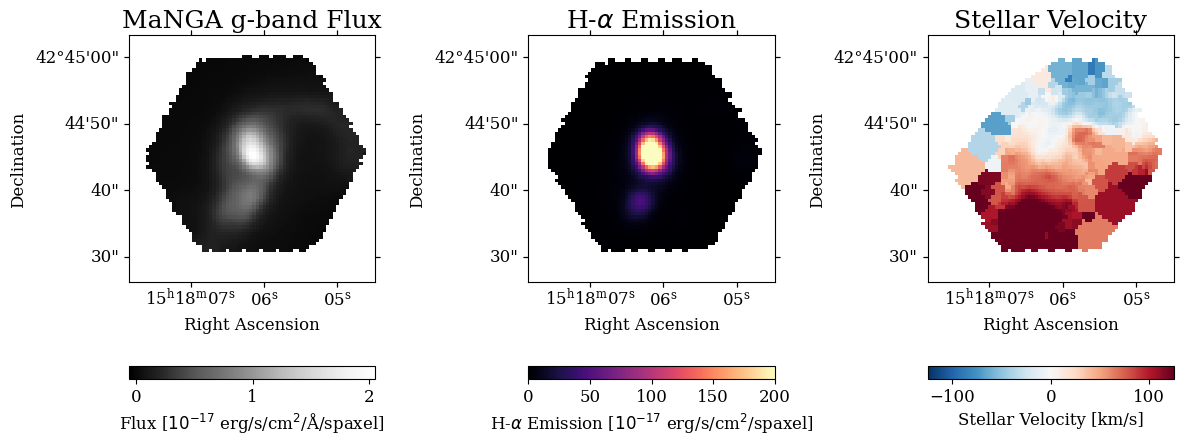 MaNGA g-band Flux
H-α Emission
Stellar Velocity
42°45'00"
44'50"
40"
30"
Declination
15ʰ18ᵐ07ˢ 06ˢ 05ˢ
Right Ascension
42°45'00"
44'50"
40"
30"
Declination
15ʰ18ᵐ07ˢ 06ˢ 05ˢ
Right Ascension
42°45'00"
44'50"
40"
30"
Declination
15ʰ18ᵐ07ˢ 06ˢ 05ˢ
Right Ascension
0 1 2
Flux [10⁻¹⁷ erg/s/cm²/Å/spaxel]
0 50 100 150 200
H-α Emission [10⁻¹⁷ erg/s/cm²/spaxel]
−100 0 100
Stellar Velocity [km/s]